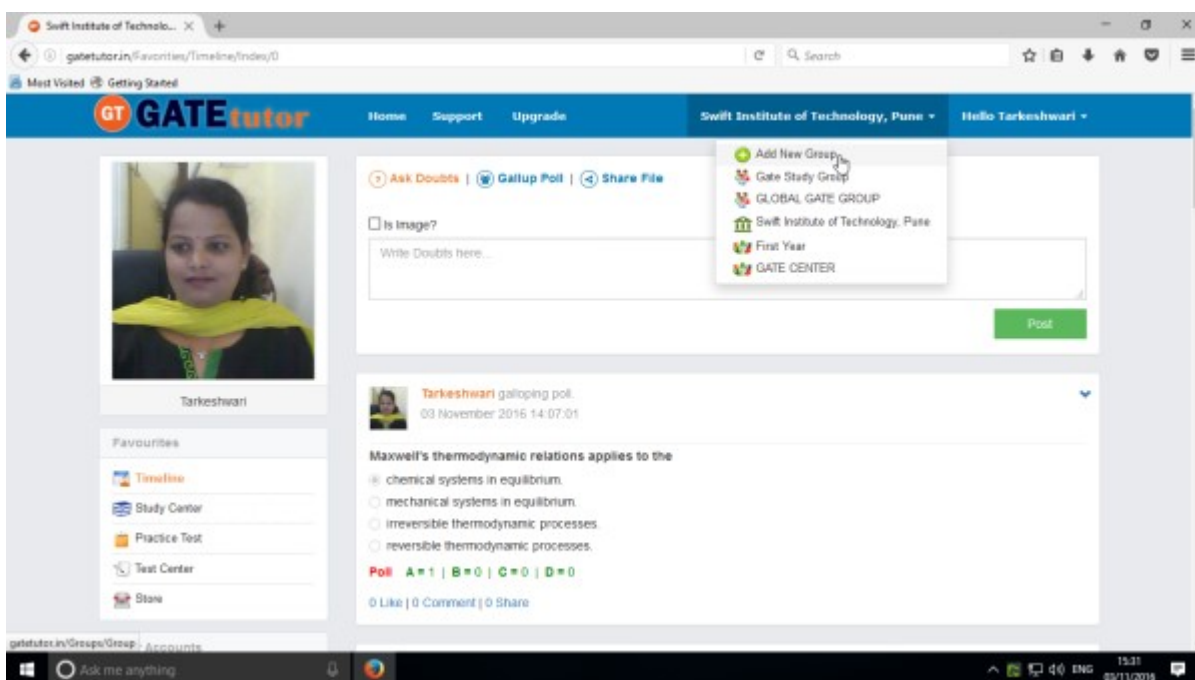 Swift Institute of Technolo...
gatetutor.in/Favorities/Timeline/Index/0
Search
Most Visited Getting Started
GT GATEtutor
Home Support Upgrade Swift Institute of Technology, Pune Hello Tarkeshwari
Add New Group
Gate Study Group
GLOBAL GATE GROUP
Swift Institute of Technology, Pune
First Year
GATE CENTER
? Ask Doubts | Gallup Poll | Share File
Is Image?
Write Doubts here...
Post
Tarkeshwari
Favourites
Timeline
Study Center
Practice Test
Test Center
Store
Accounts
Tarkeshwari galloping poll.
03 November 2016 14:07:01
Maxwell's thermodynamic relations applies to the
chemical systems in equilibrium.
mechanical systems in equilibrium.
irreversible thermodynamic processes.
reversible thermodynamic processes.
Poll A = 1 | B = 0 | C = 0 | D = 0
0 Like | 0 Comment | 0 Share
gatetutor.in/Groups/Group
Ask me anything
ENG
15:31
03/11/2016